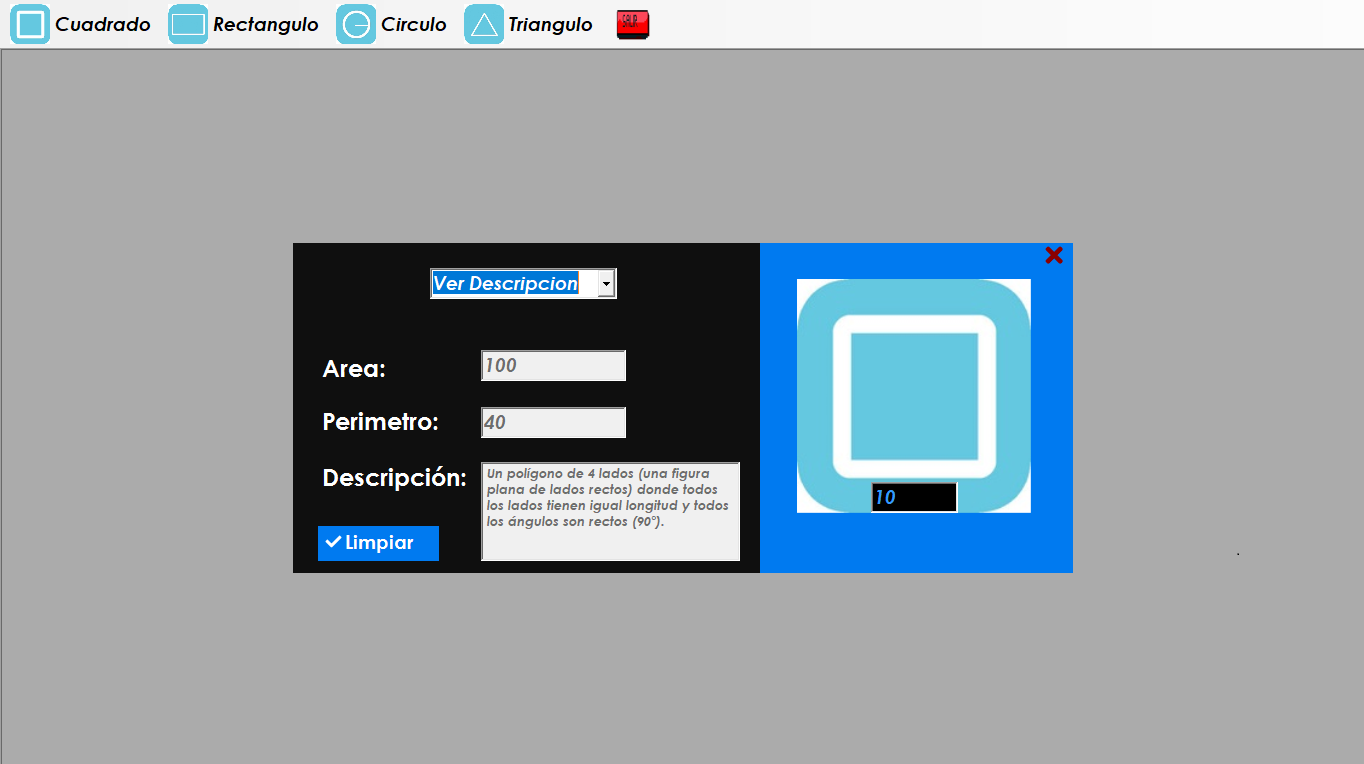 Cuadrado Rectangulo Circulo Triangulo SALIR
Ver Descripcion
Area: 100
Perimetro: 40
Descripción: Un polígono de 4 lados (una figura
plana de lados rectos) donde todos
los lados tienen igual longitud y todos
los ángulos son rectos (90°).
Limpiar
10